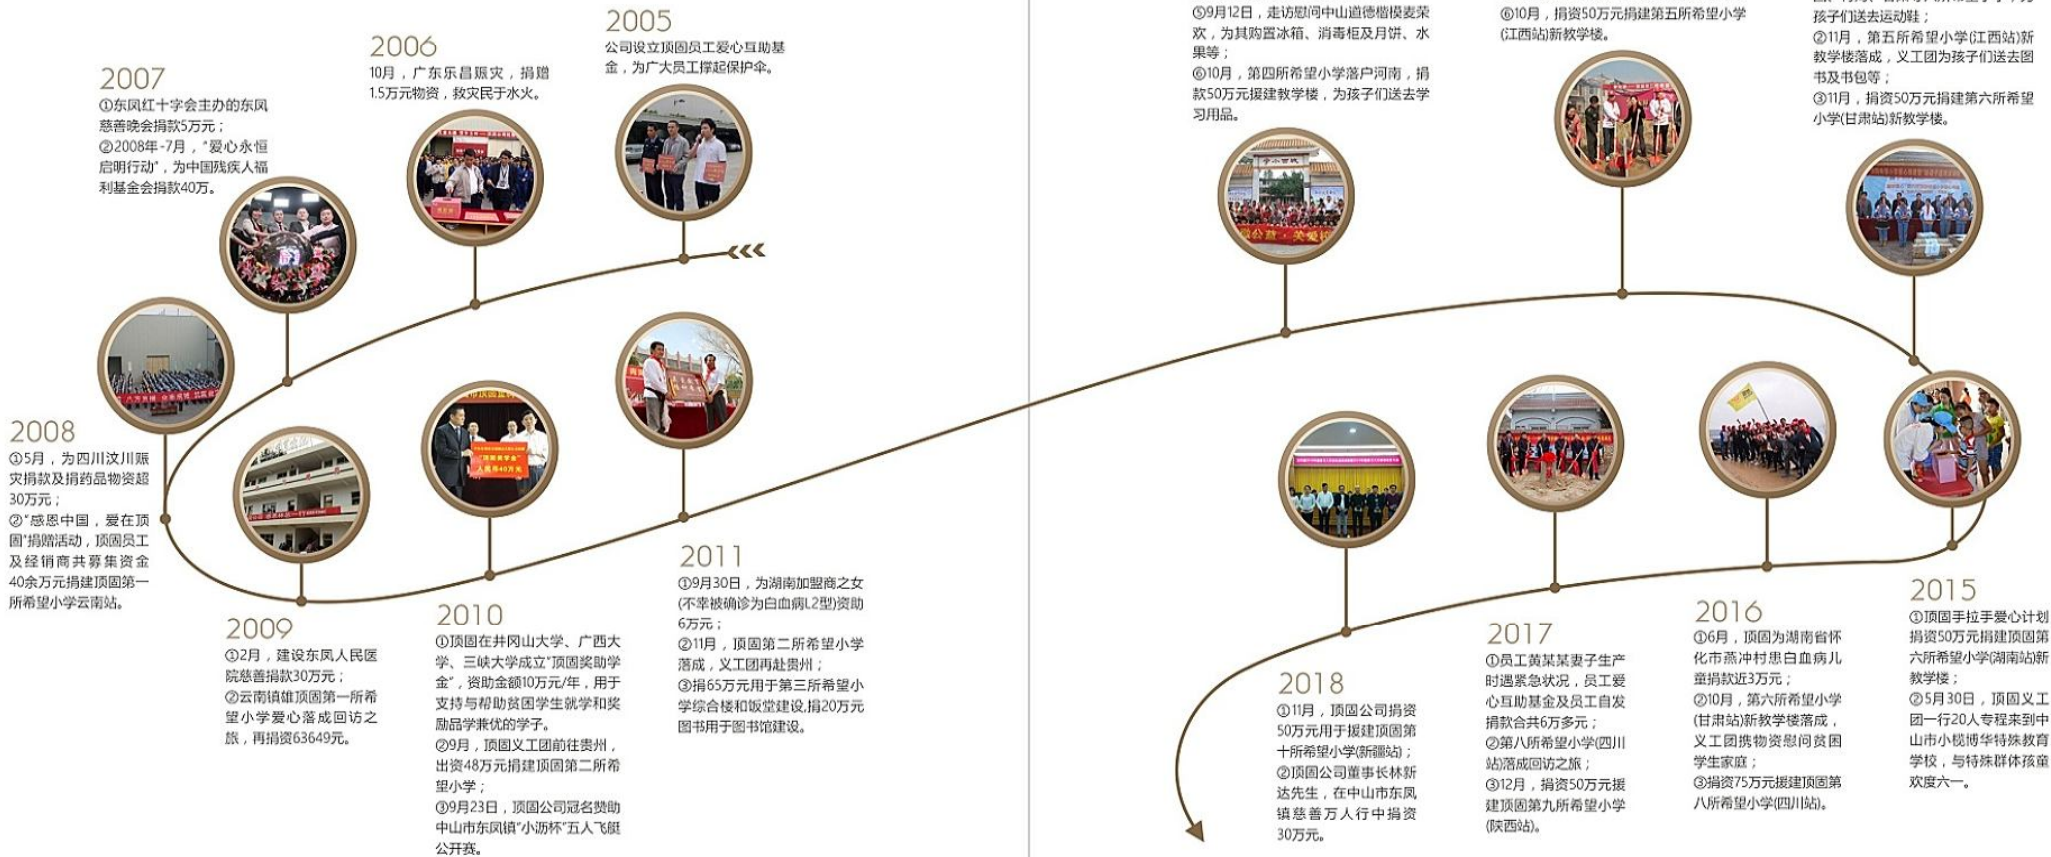 2005
公司设立顶固员工爱心互助基
金，为广大员工撑起保护伞。
2006
10月，广东乐昌赈灾，捐赠
1.5万元物资，救灾民于水火。
2007
①东凤红十字会主办的东凤
慈善晚会捐款5万元；
②2008年-7月，“爱心永恒
启明行动”，为中国残疾人福
利基金会捐款40万。
2008
①5月，为四川汶川赈
灾捐款及捐药品物资超
30万元；
②“感恩中国，爱在顶
固”捐赠活动，顶固员工
及经销商共募集资金
40余万元捐建顶固第一
所希望小学云南站。
2009
①2月，建设东凤人民医
院慈善捐款30万元；
②云南镇雄顶固第一所希
望小学爱心落成回访之
旅，再捐资63649元。
2010
①顶固在井冈山大学、广西大
学、三峡大学成立“顶固奖助学
金”，资助金额10万元/年，用于
支持与帮助贫困学生就学和奖
励品学兼优的学子。
②9月，顶固义工团前往贵州，
出资48万元捐建顶固第二所希
望小学；
③9月23日，顶固公司冠名赞助
中山市东凤镇“小沥杯”五人飞艇
公开赛。
2011
①9月30日，为湖南加盟商之女
(不幸被确诊为白血病L2型)资助
6万元；
②11月，顶固第二所希望小学
落成，义工团再赴贵州；
③捐65万元用于第三所希望小
学综合楼和饭堂建设,捐20万元
图书用于图书馆建设。
⑤9月12日，走访慰问中山道德楷模麦荣
欢，为其购置冰箱、消毒柜及月饼、水
果等；
⑥10月，第四所希望小学落户河南，捐
款50万元援建教学楼，为孩子们送去学
习用品。
⑥10月，捐资50万元捐建第五所希望小学
(江西站)新教学楼。
孩子们送去运动鞋；
②11月，第五所希望小学(江西站)新
教学楼落成，义工团为孩子们送去图
书及书包等；
③11月，捐资50万元捐建第六所希望
小学(甘肃站)新教学楼。
2015
①顶固手拉手爱心计划
捐资50万元捐建顶固第
六所希望小学(湖南站)新
教学楼；
②5月30日，顶固义工
团一行20人专程来到中
山市小榄博华特殊教育
学校，与特殊群体孩童
欢度六一。
2016
①6月，顶固为湖南省怀
化市燕冲村患白血病儿
童捐款近3万元；
②10月，第六所希望小学
(甘肃站)新教学楼落成，
义工团携物资慰问贫困
学生家庭；
③捐资75万元援建顶固第
八所希望小学(四川站)。
2017
①员工黄某某妻子生产
时遇紧急状况，员工爱
心互助基金及员工自发
捐款合共6万多元；
②第八所希望小学(四川
站)落成回访之旅；
③12月，捐资50万元援
建顶固第九所希望小学
(陕西站)。
2018
①11月，顶固公司捐资
50万元用于援建顶固第
十所希望小学(新疆站)；
②顶固公司董事长林新
达先生，在中山市东凤
镇慈善万人行中捐资
30万元。